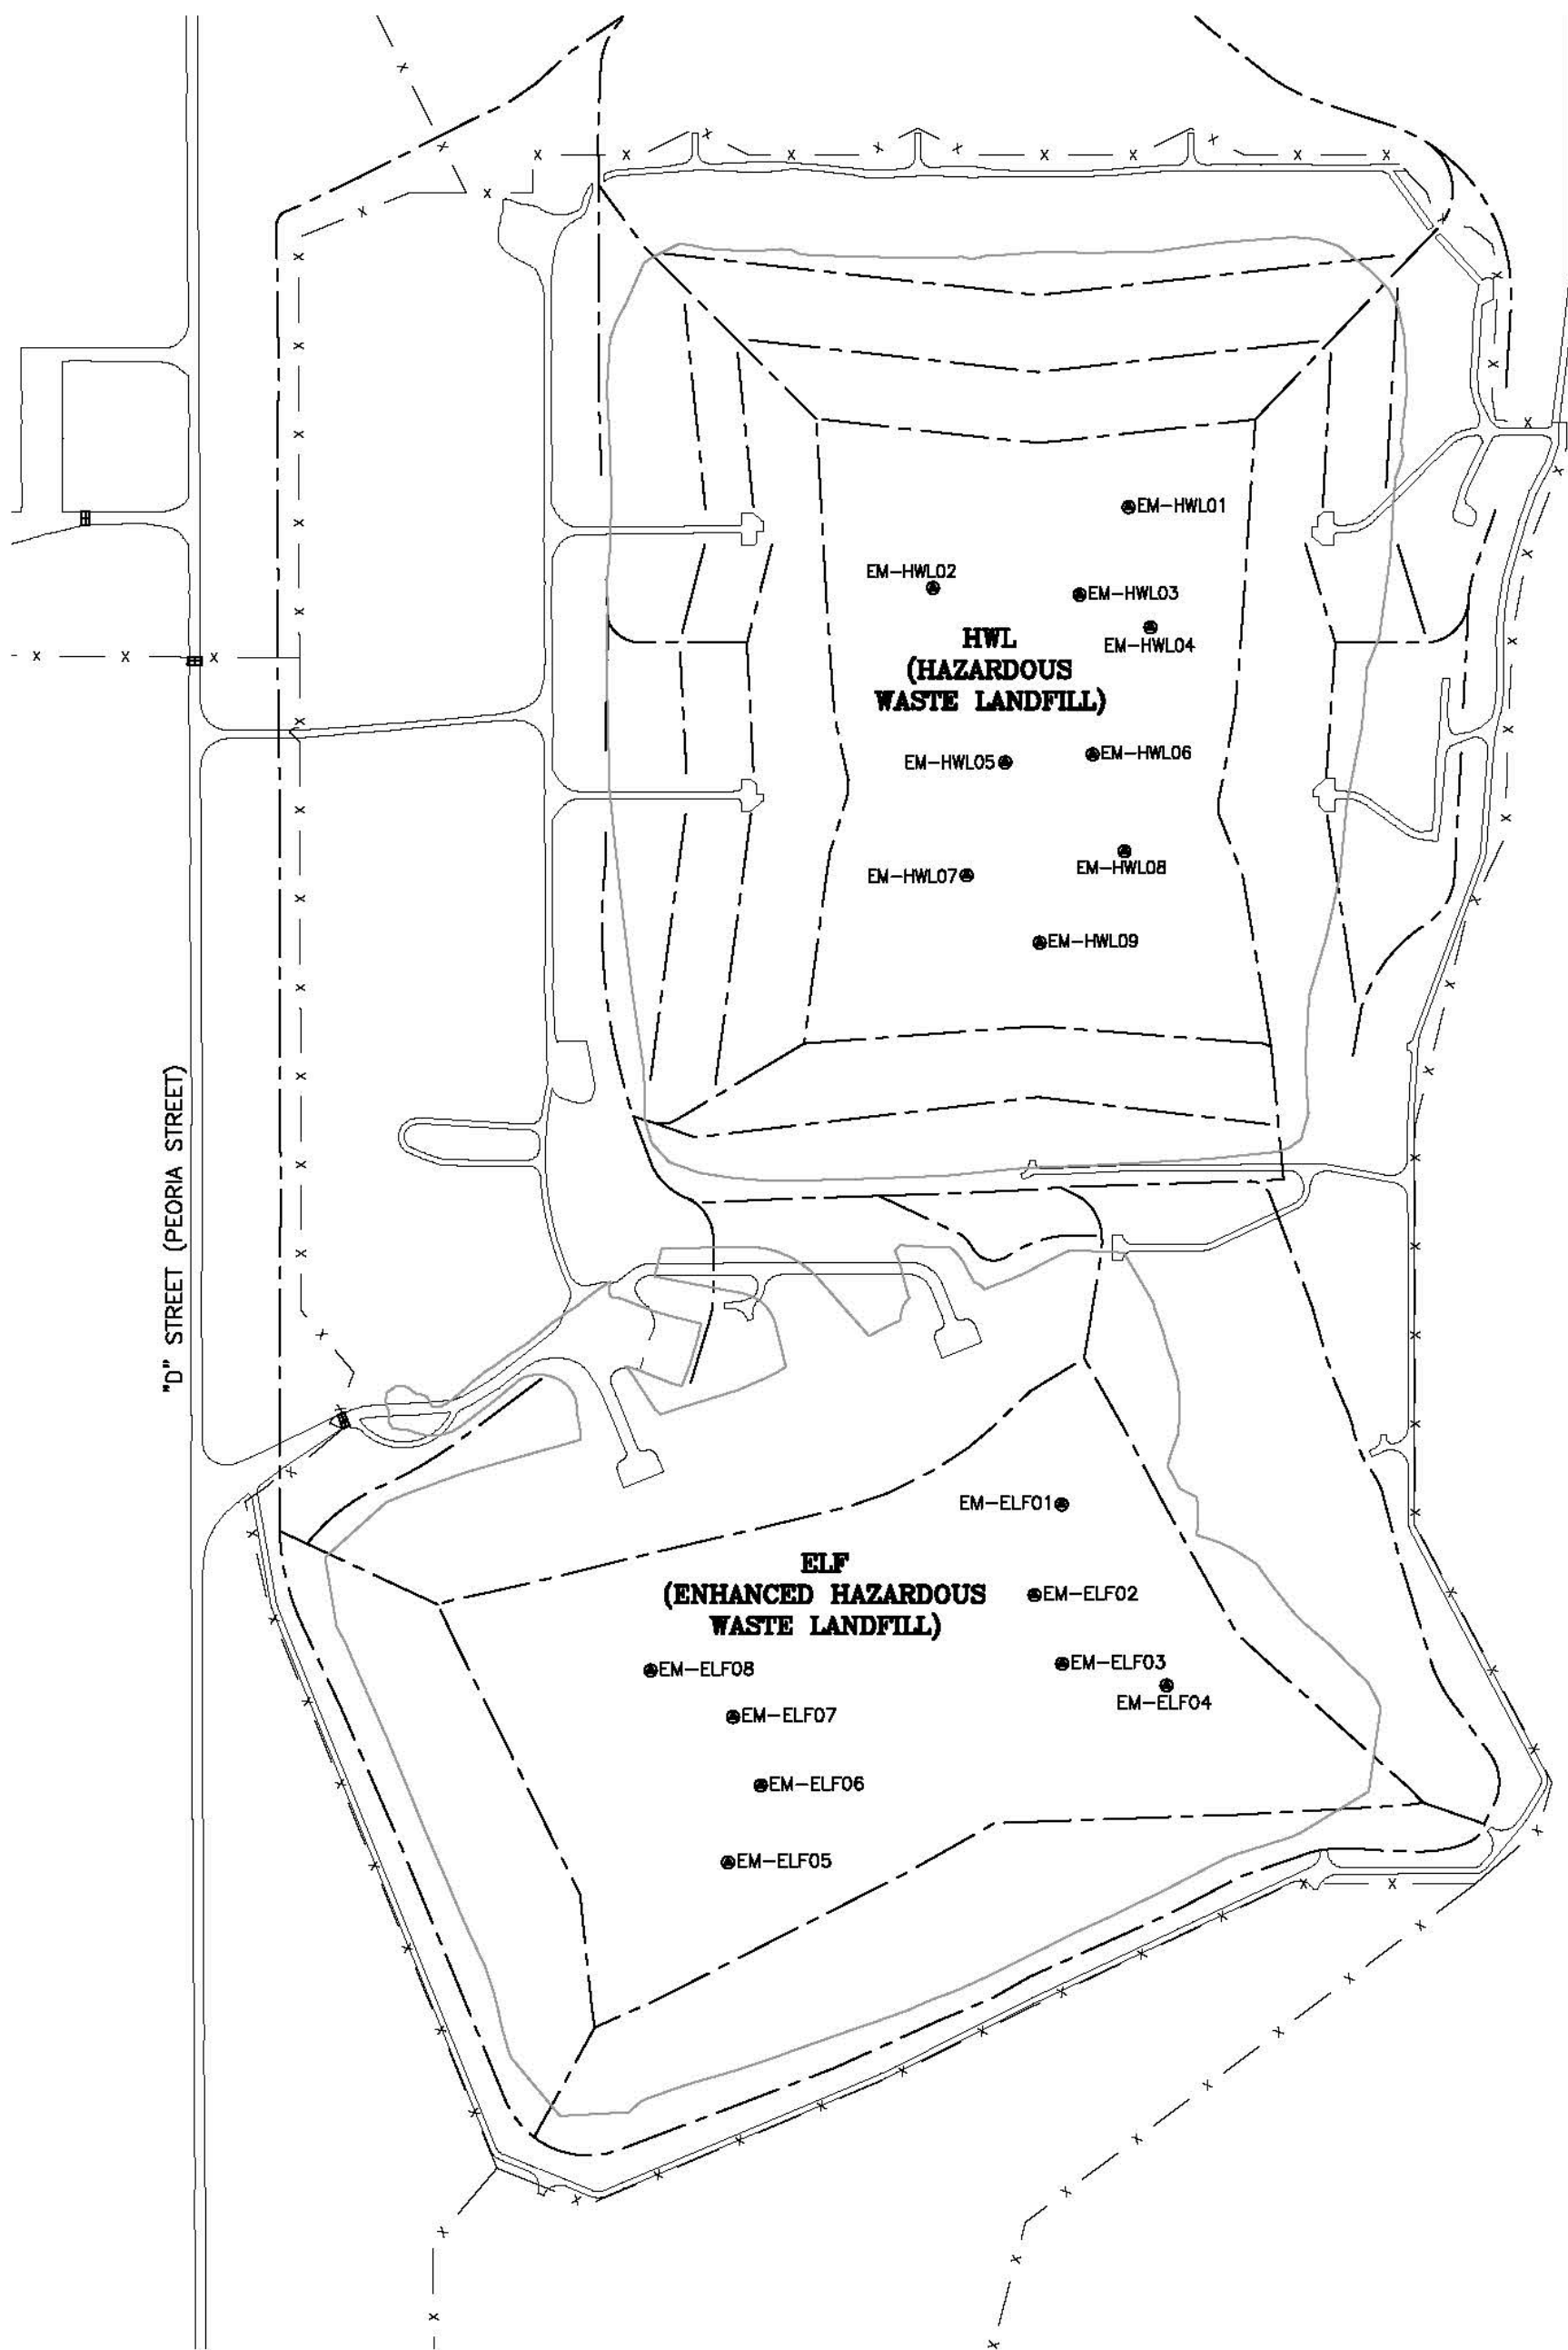 EM-HWL01
EM-HWL02
EM-HWL03
HWL
EM-HWL04
(HAZARDOUS
WASTE LANDFILL)
EM-HWL05
EM-HWL06
EM-HWL07
EM-HWL08
EM-HWL09
"D" STREET (PEORIA STREET)
EM-ELF01
ELF
(ENHANCED HAZARDOUS
WASTE LANDFILL)
EM-ELF02
EM-ELF03
EM-ELF08
EM-ELF04
EM-ELF07
EM-ELF06
EM-ELF05